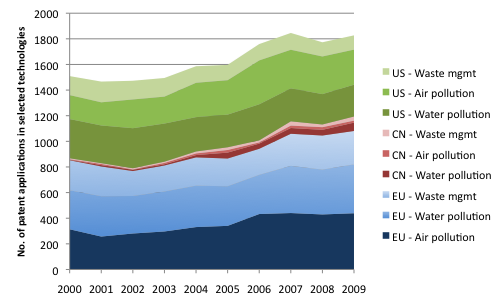 No. of patent applications in selected technologies
2000
1800
1600
1400
1200
1000
800
600
400
200
0
2000 2001 2002 2003 2004 2005 2006 2007 2008 2009
US - Waste mgmt
US - Air pollution
US - Water pollution
CN - Waste mgmt
CN - Air pollution
CN - Water pollution
EU - Waste mgmt
EU - Water pollution
EU - Air pollution